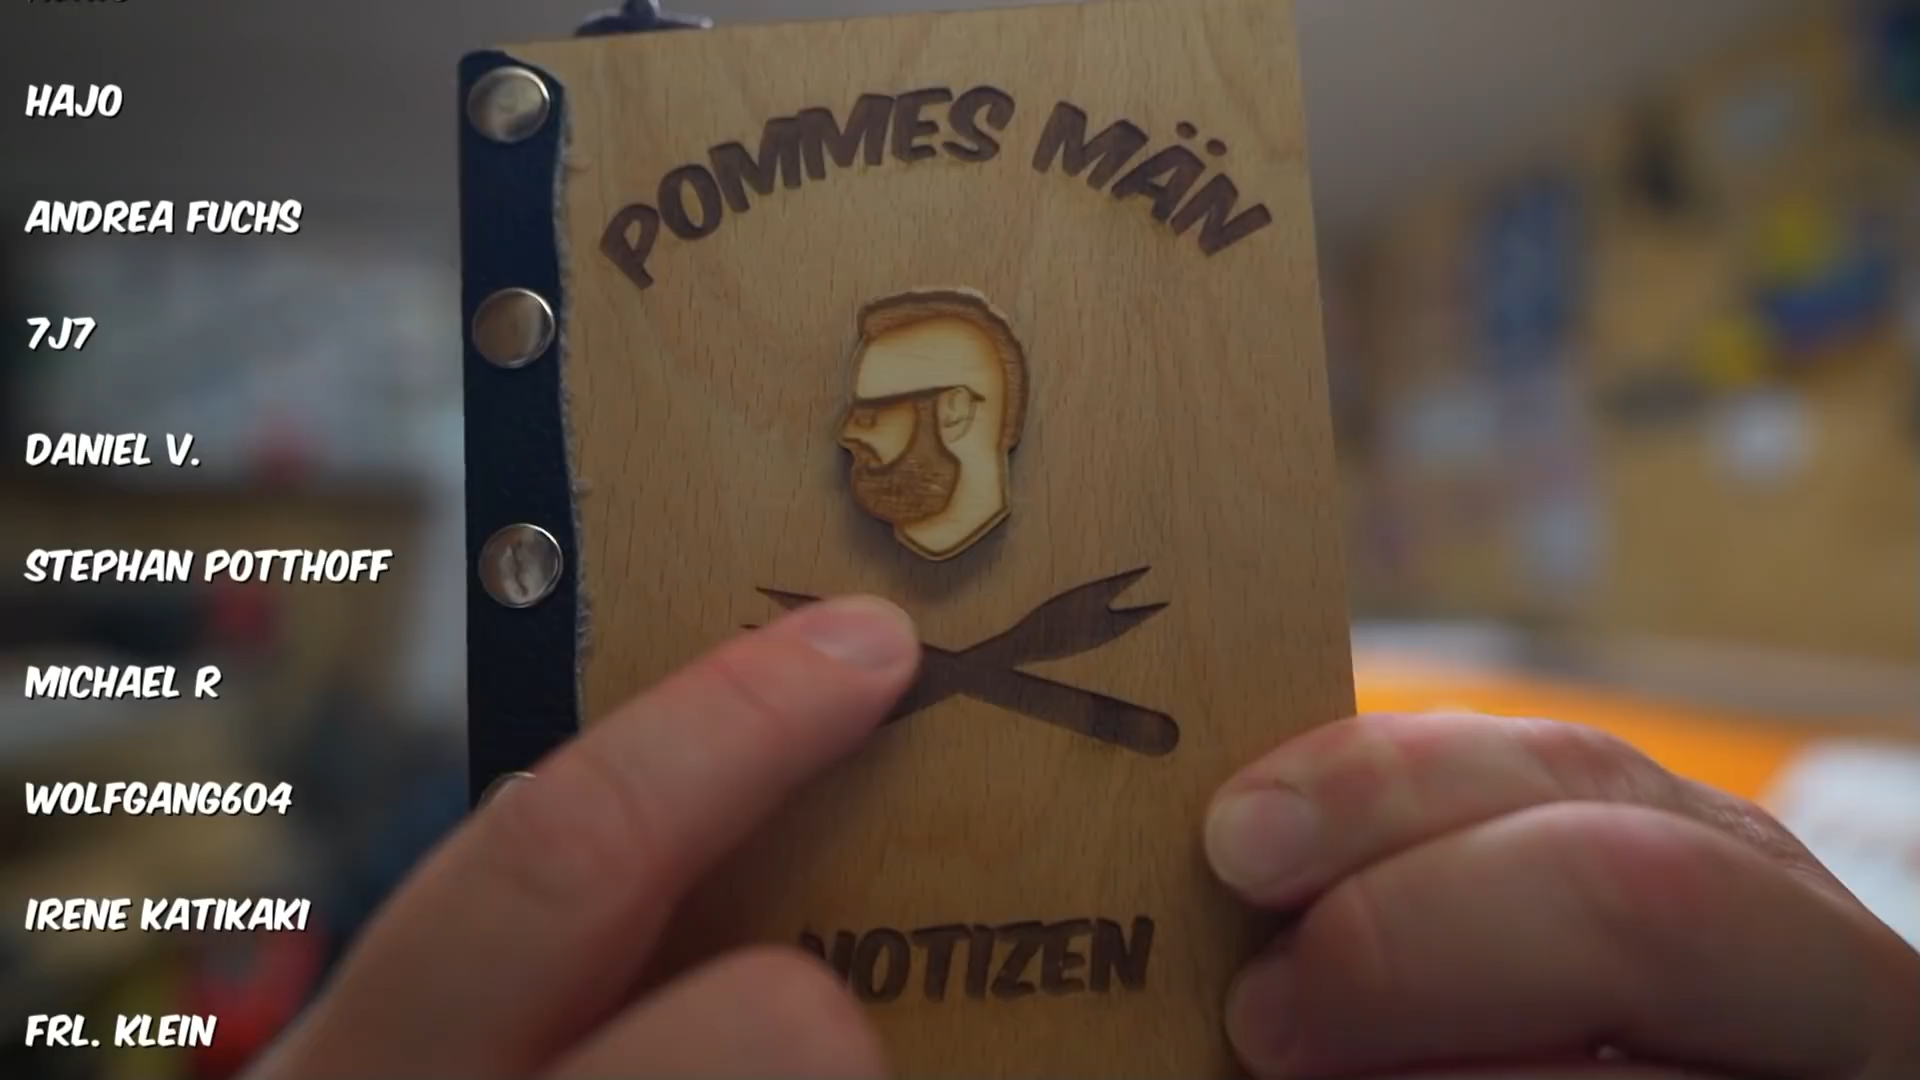 HAJO
ANDREA FUCHS
7J7
DANIEL V.
STEPHAN POTTHOFF
MICHAEL R
WOLFGANG604
IRENE KATIKAKI
FRL. KLEIN
POMMES MÄN
NOTIZEN